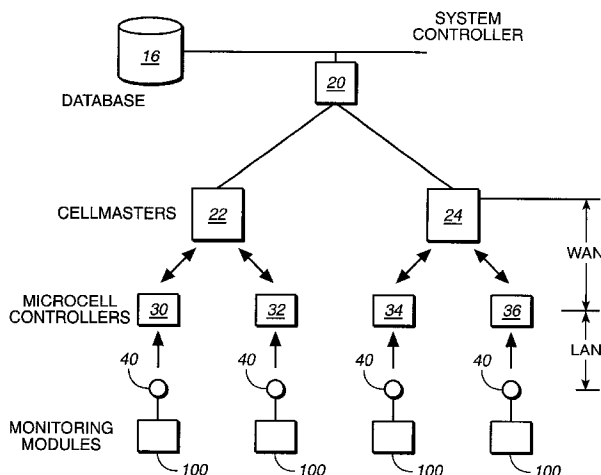 SYSTEM
CONTROLLER
16
20
DATABASE
CELLMASTERS
22
24
WAN
MICROCELL
CONTROLLERS
30
32
34
36
LAN
40
40
40
40
MONITORING
MODULES
100
100
100
100